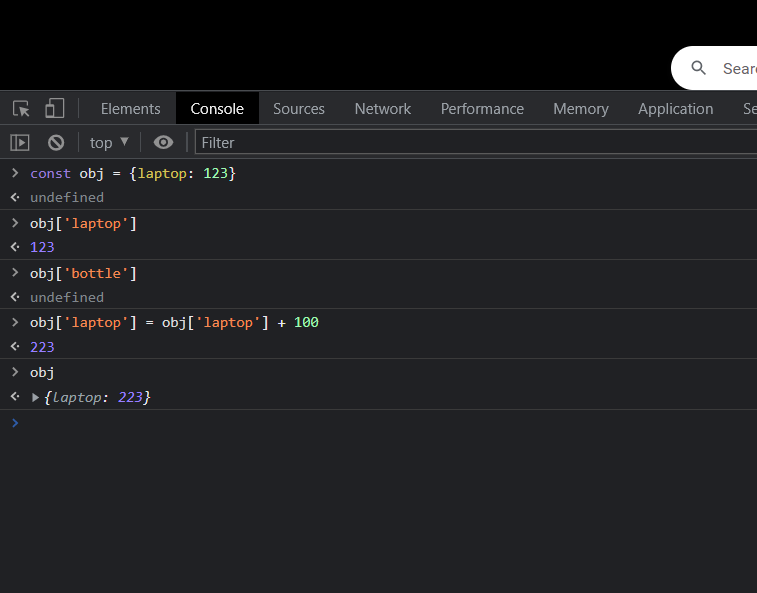 Sear
Elements Console Sources Network Performance Memory Application Se
top Filter
const obj = {laptop: 123}
undefined
obj['laptop']
123
obj['bottle']
undefined
obj['laptop'] = obj['laptop'] + 100
223
obj
{laptop: 223}